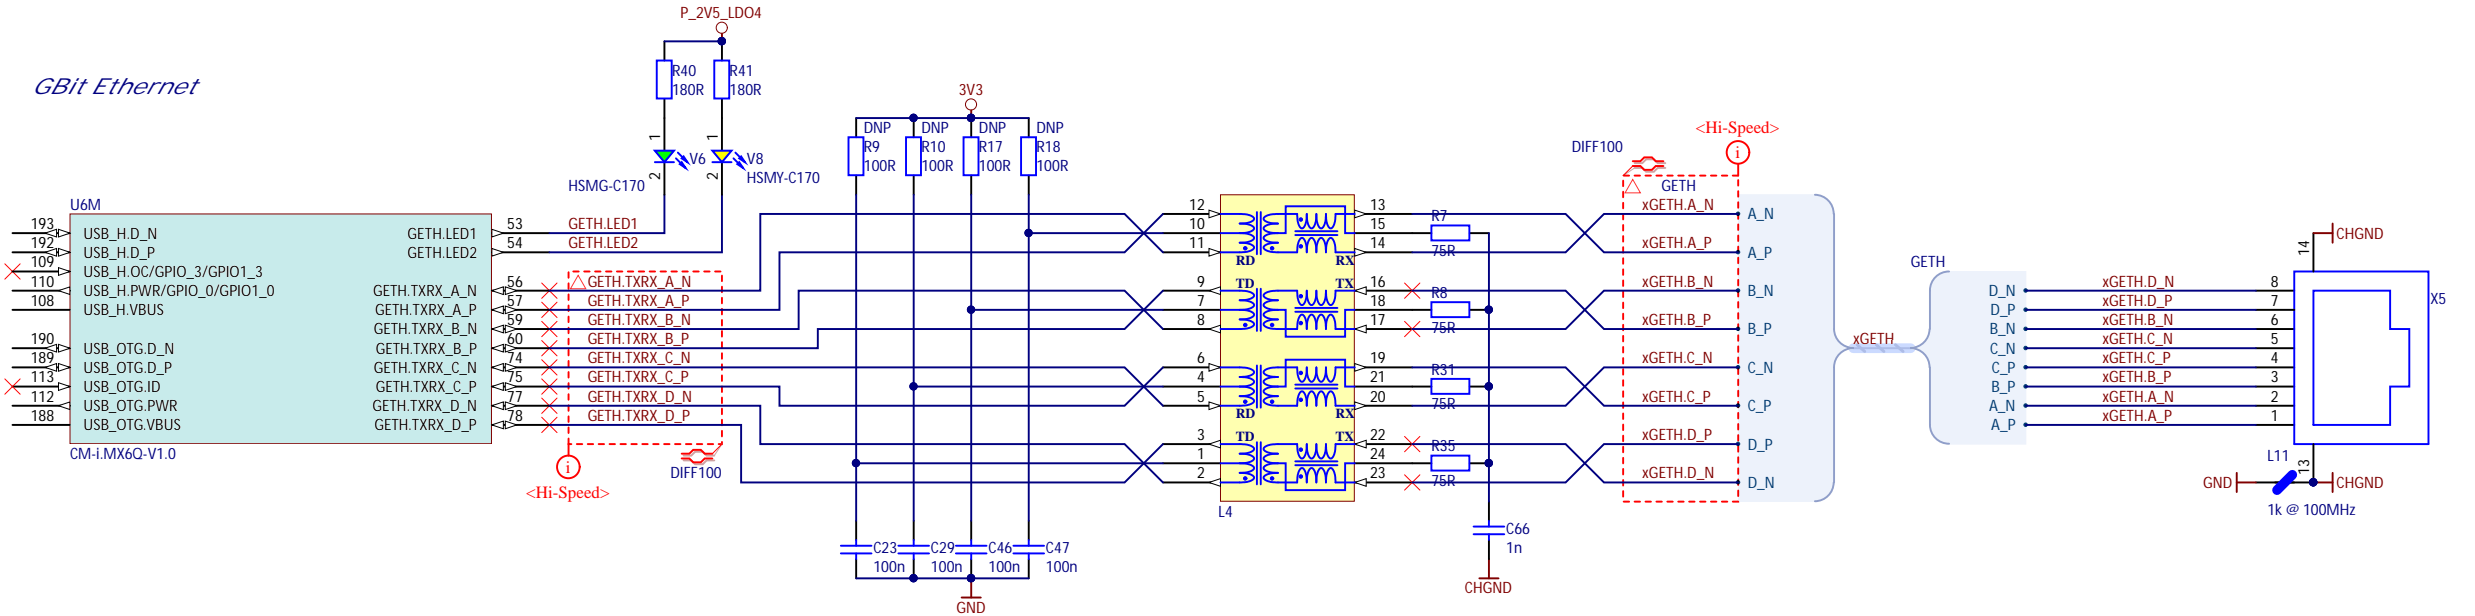 GBit Ethernet
P_2V5_LDO4
R40
180R
R41
180R
1
1
V6
V8
2
2
HSMG-C170
HSMY-C170
3V3
DNP
R9
100R
DNP
R10
100R
DNP
R17
100R
DNP
R18
100R
U6M
193
192
109
110
108
190
189
113
112
188
USB_H.D_N
USB_H.D_P
USB_H.OC/GPIO_3/GPIO1_3
USB_H.PWR/GPIO_0/GPIO1_0
USB_H.VBUS
USB_OTG.D_N
USB_OTG.D_P
USB_OTG.ID
USB_OTG.PWR
USB_OTG.VBUS
GETH.LED1
GETH.LED2
GETH.TXRX_A_N
GETH.TXRX_A_P
GETH.TXRX_B_N
GETH.TXRX_B_P
GETH.TXRX_C_N
GETH.TXRX_C_P
GETH.TXRX_D_N
GETH.TXRX_D_P
53
54
56
57
59
60
74
75
77
78
CM-i.MX6Q-V1.0
GETH.LED1
GETH.LED2
GETH.TXRX_A_N
GETH.TXRX_A_P
GETH.TXRX_B_N
GETH.TXRX_B_P
GETH.TXRX_C_N
GETH.TXRX_C_P
GETH.TXRX_D_N
GETH.TXRX_D_P
i
<Hi-Speed>
DIFF100
C23
100n
C29
100n
C46
100n
C47
100n
GND
12
10
11
9
7
8
6
4
5
3
1
2
RD
RX
TD
TX
RD
RX
TD
TX
L4
13
15
14
16
18
17
19
21
20
22
24
23
R7
75R
R8
75R
R31
75R
R35
75R
C66
1n
CHGND
DIFF100
<Hi-Speed>
i
GETH
xGETH.A_N
xGETH.A_P
xGETH.B_N
xGETH.B_P
xGETH.C_N
xGETH.C_P
xGETH.D_P
xGETH.D_N
A_N
A_P
B_N
B_P
C_N
C_P
D_P
D_N
xGETH
GETH
D_N
D_P
B_N
C_N
C_P
B_P
A_N
A_P
xGETH.D_N
xGETH.D_P
xGETH.B_N
xGETH.C_N
xGETH.C_P
xGETH.B_P
xGETH.A_N
xGETH.A_P
8
7
6
5
4
3
2
1
14
CHGND
X5
L11
13
GND
CHGND
1k @ 100MHz